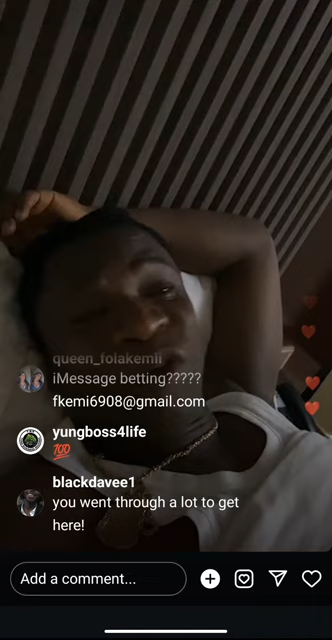 queen_folakemii
iMessage betting?????
fkemi6908@gmail.com
yungboss4life
💯
blackdavee1
you went through a lot to get
here!
Add a comment...